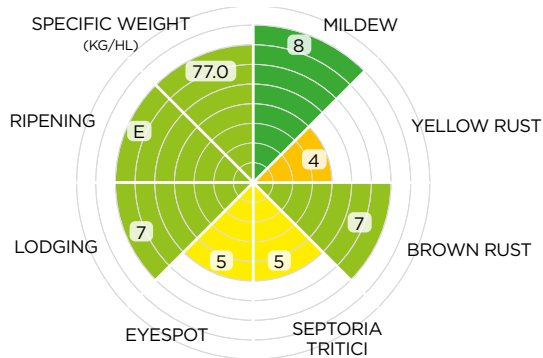 SPECIFIC WEIGHT
(KG/HL)
MILDEW
8
77.0
RIPENING
E
YELLOW RUST
4
LODGING
7
7
BROWN RUST
5
5
EYESPOT
SEPTORIA
TRITICI